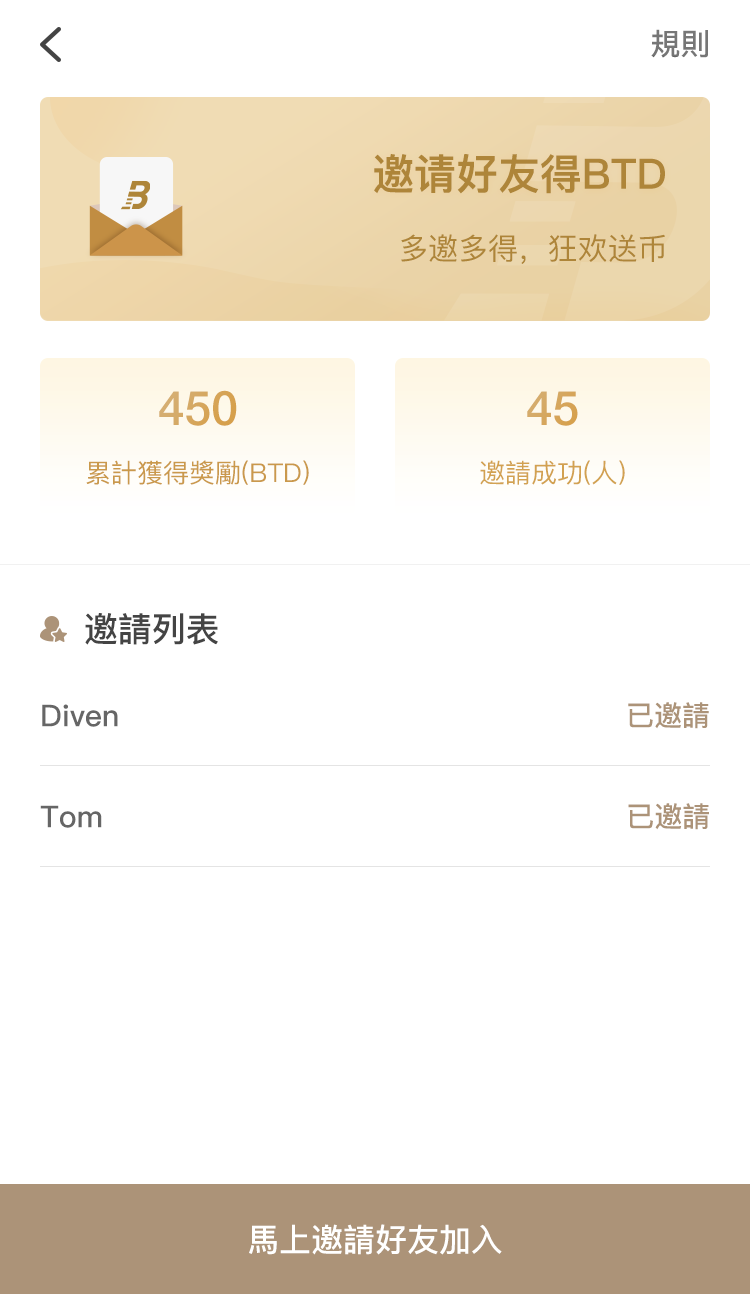 規則
邀请好友得BTD
多邀多得，狂欢送币
450
累計獲得獎勵(BTD)
45
邀請成功(人)
邀請列表
Diven
已邀請
Tom
已邀請
馬上邀請好友加入